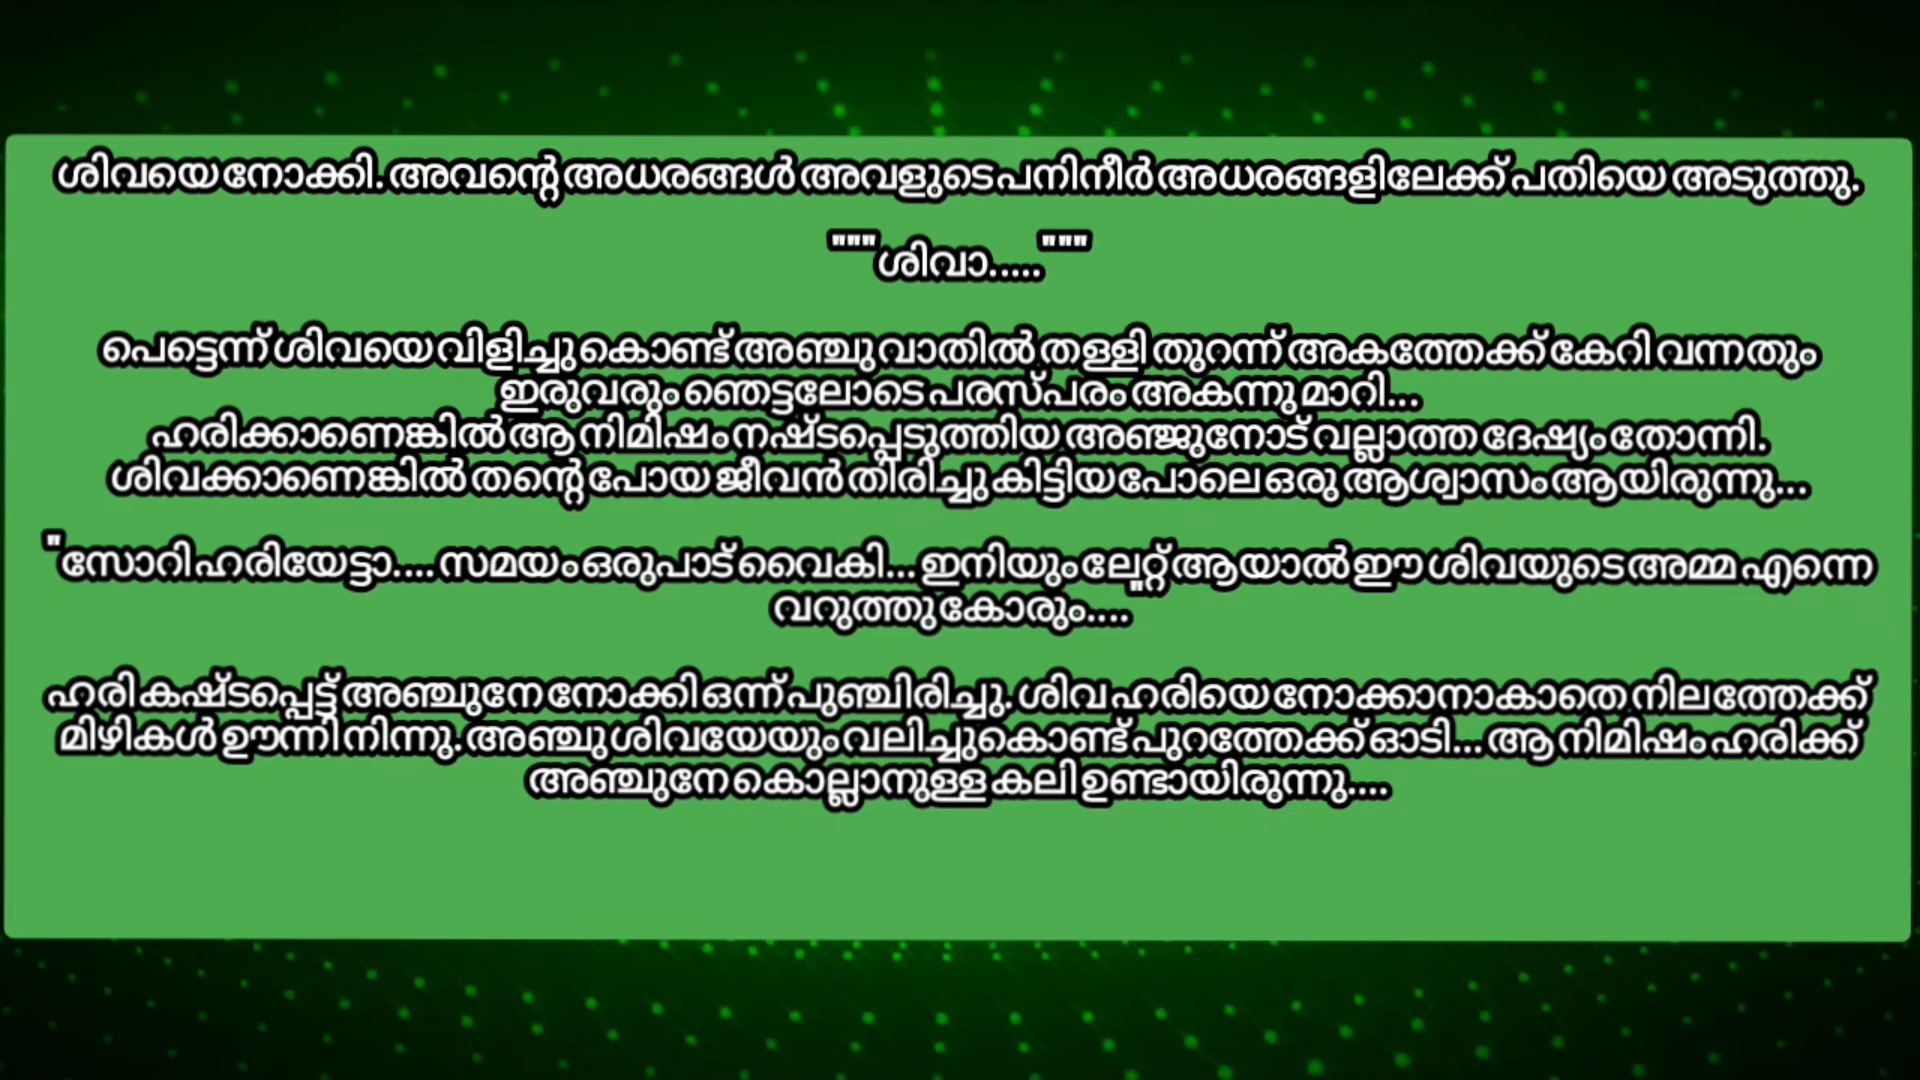 ശിവയെ നോക്കി. അവന്റെ അധരങ്ങൾ അവളുടെ പനിനീർ അധരങ്ങളിലേക്ക് പതിയെ അടുത്തു.
"""ശിവാ....."""
പെട്ടെന്ന് ശിവയെ വിളിച്ചു കൊണ്ട് അഞ്ചു വാതിൽ തള്ളി തുറന്ന് അകത്തേക്ക് കേറി വന്നതും
ഇരുവരും ഞെട്ടലോടെ പരസ്പരം അകന്നു മാറി...
ഹരിക്കാണെങ്കിൽ ആ നിമിഷം നഷ്ടപ്പെടുത്തിയ അഞ്ജുനോട് വല്ലാത്ത ദേഷ്യം തോന്നി.
ശിവക്കാണെങ്കിൽ തന്റെ പോയ ജീവൻ തിരിച്ചു കിട്ടിയ പോലെ ഒരു ആശ്വാസം ആയിരുന്നു...
"സോറി ഹരിയേട്ടാ.... സമയം ഒരുപാട് വൈകി... ഇനിയും ലേറ്റ് ആയാൽ ഈ ശിവയുടെ അമ്മ എന്നെ
വറുത്തു കോരും...."
ഹരി കഷ്ടപ്പെട്ട് അഞ്ചുനേ നോക്കി ഒന്ന് പുഞ്ചിരിച്ചു. ശിവ ഹരിയെ നോക്കാനാകാതെ നിലത്തേക്ക്
മിഴികൾ ഊന്നി നിന്നു. അഞ്ചു ശിവയേയും വലിച്ചുകൊണ്ട് പുറത്തേക്ക് ഓടി... ആ നിമിഷം ഹരിക്ക്
അഞ്ചുനേ കൊല്ലാനുള്ള കലി ഉണ്ടായിരുന്നു....